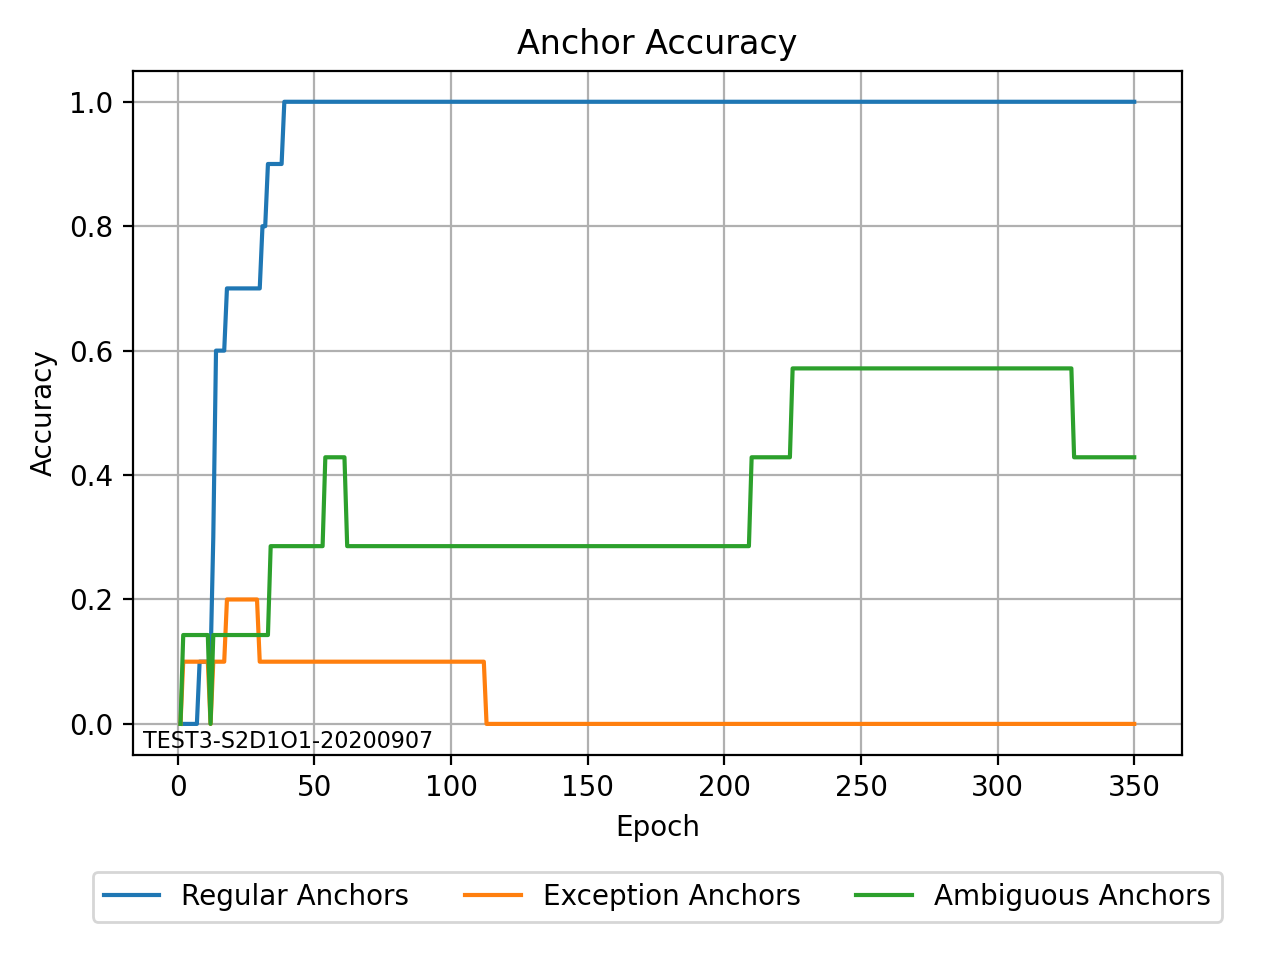 Anchor Accuracy
1.0
0.8
0.6
0.4
0.2
0.0
Accuracy
TEST3-S2D1O1-20200907
0 50 100 150 200 250 300 350
Epoch
Regular Anchors Exception Anchors Ambiguous Anchors